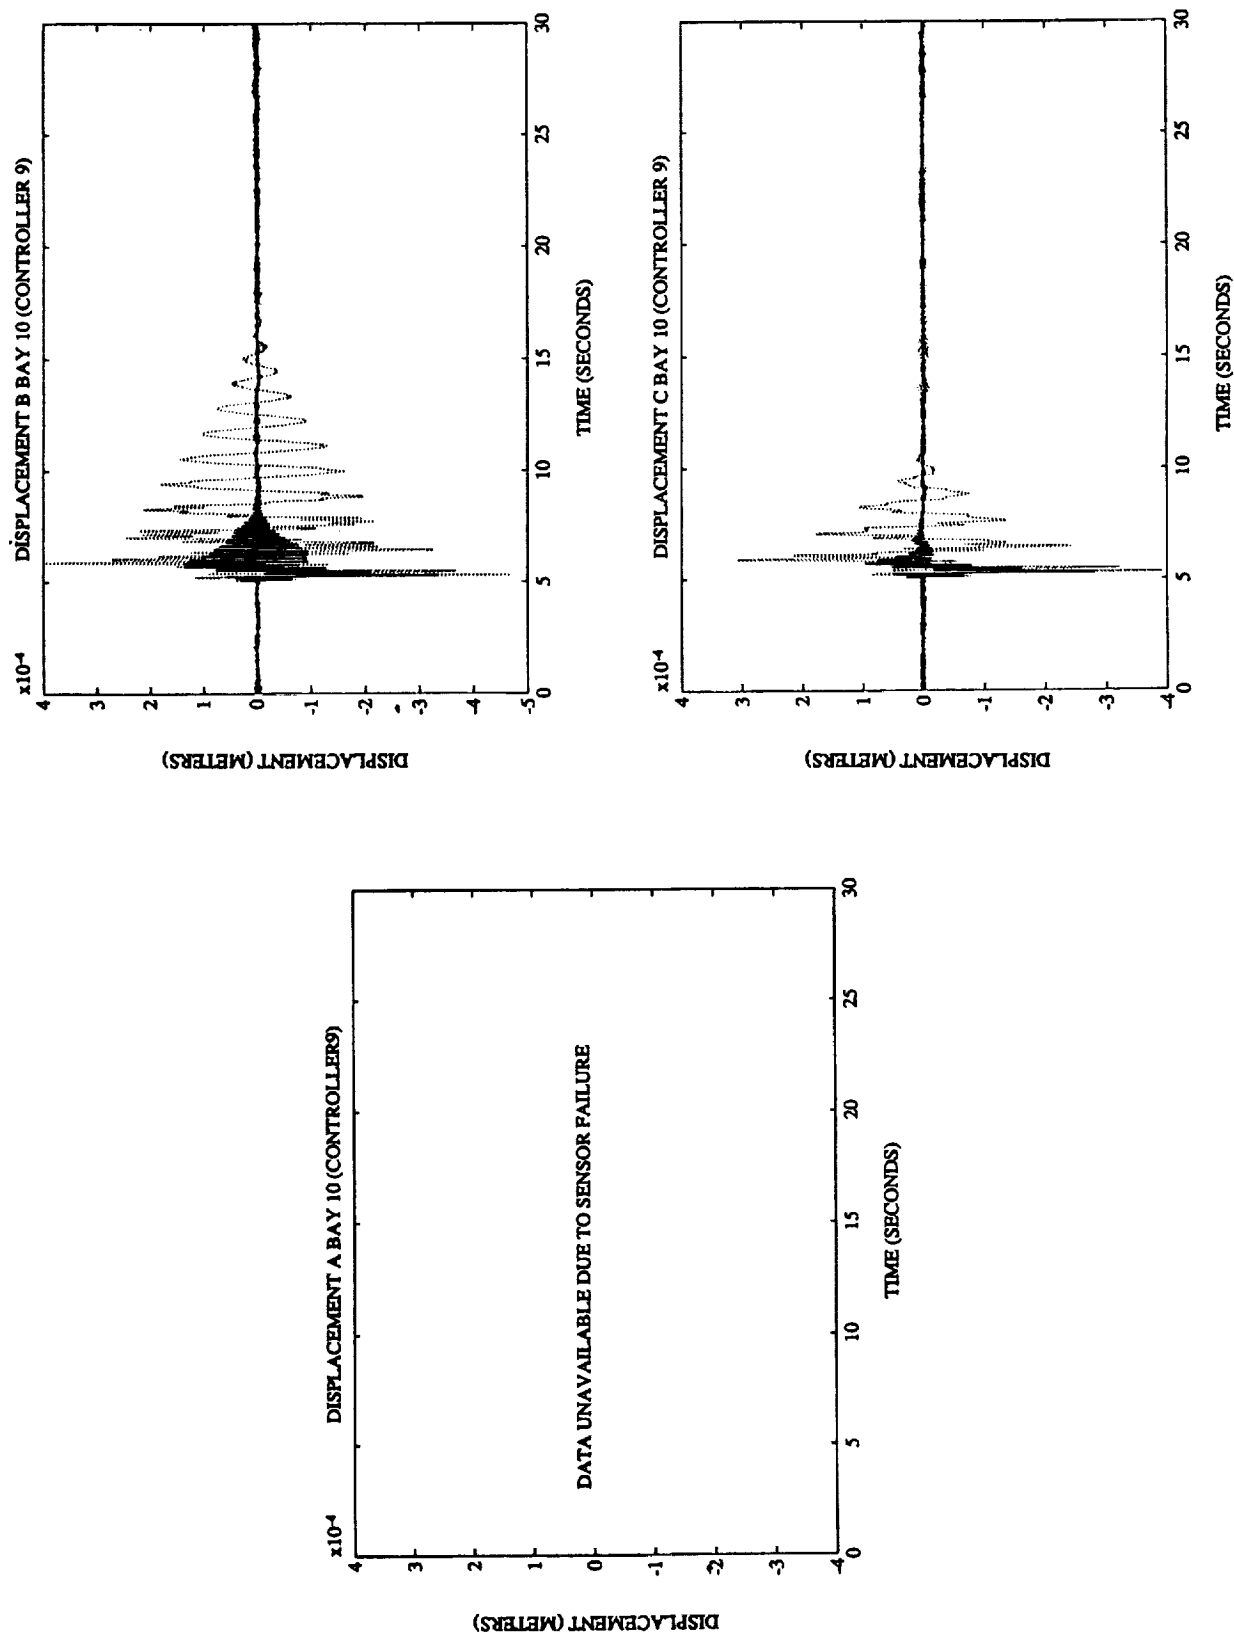 DISPLACEMENT A BAY 10 (CONTROLLER9)
x10-4
4
3
2
1
0
-1
-2
-3
-4
DISPLACEMENT (METERS)
DATA UNAVAILABLE DUE TO SENSOR FAILURE
0 5 10 15 20 25 30
TIME (SECONDS)
DISPLACEMENT B BAY 10 (CONTROLLER 9)
x10-4
4
3
2
1
0
-1
-2
-3
-4
-5
DISPLACEMENT (METERS)
0 5 10 15 20 25 30
TIME (SECONDS)
DISPLACEMENT C BAY 10 (CONTROLLER 9)
x10-4
4
3
2
1
0
-1
-2
-3
-4
DISPLACEMENT (METERS)
0 5 10 15 20 25 30
TIME (SECONDS)